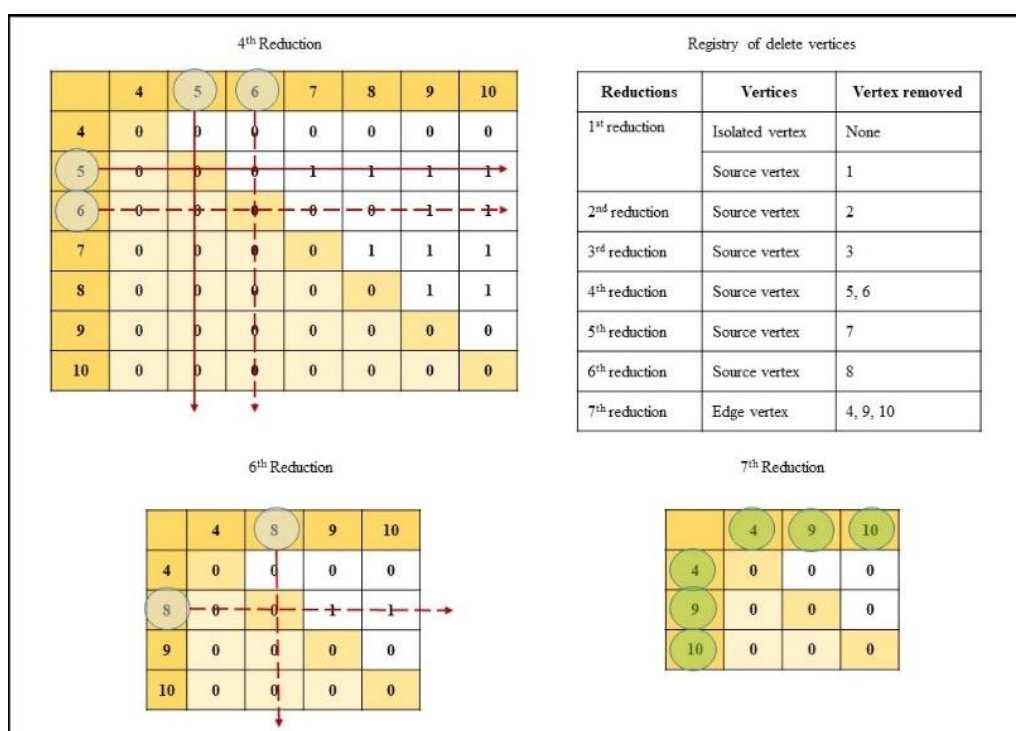 4th Reduction
4 5 6 7 8 9 10
4 0 0 0 0 0 0 0
5 0 0 0 1 1 1 1
6 0 0 0 0 0 1 1
7 0 0 0 0 1 1 1
8 0 0 0 0 0 1 1
9 0 0 0 0 0 0 0
10 0 0 0 0 0 0 0
Registry of delete vertices
Reductions Vertices Vertex removed
1st reduction Isolated vertex None
Source vertex 1
2nd reduction Source vertex 2
3rd reduction Source vertex 3
4th reduction Source vertex 5, 6
5th reduction Source vertex 7
6th reduction Source vertex 8
7th reduction Edge vertex 4, 9, 10
6th Reduction
4 8 9 10
4 0 0 0 0
8 0 0 1 1
9 0 0 0 0
10 0 0 0 0
7th Reduction
4 9 10
4 0 0 0
9 0 0 0
10 0 0 0